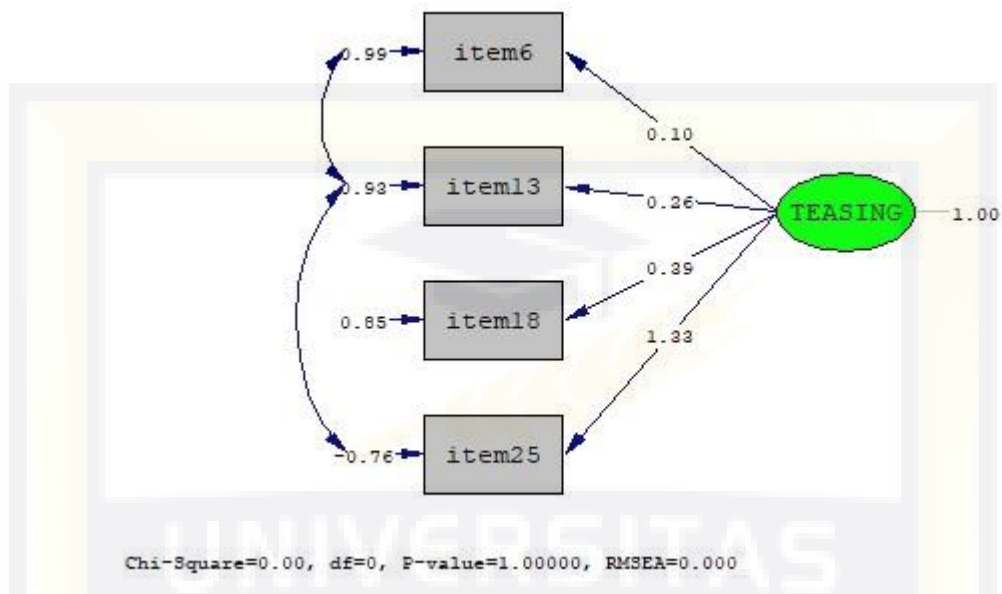 0.99 item6
0.10
0.93 item13
0.26
TEASING 1.00
0.39
0.85 item18
1.33
-0.76 item25
UNIVERSITAS
Chi-Square=0.00, df=0, P-value=1.00000, RMSEA=0.000